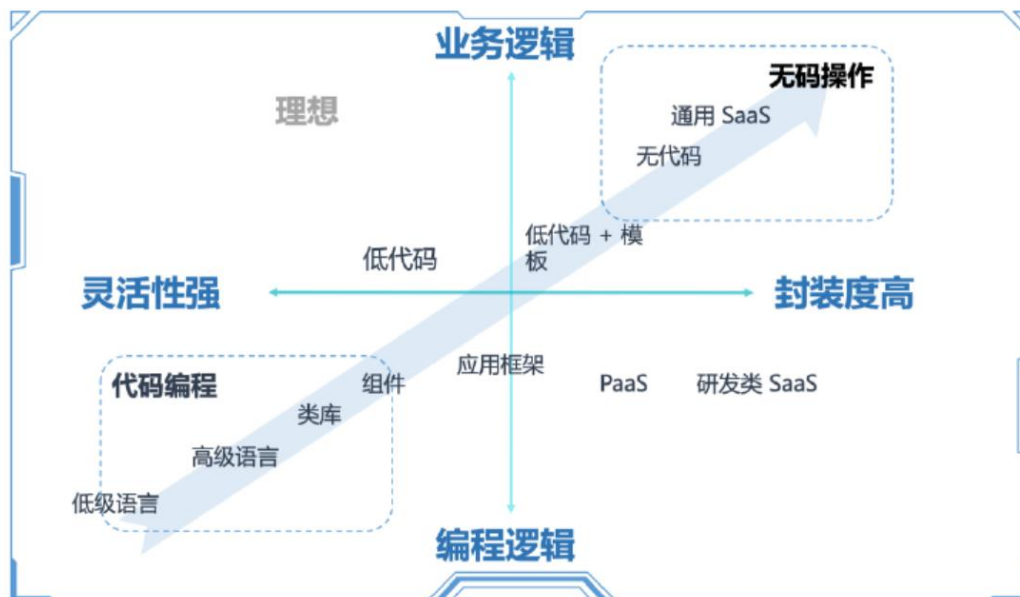 业务逻辑
无码操作
理想
通用 SaaS
无代码
低代码
低代码 + 模
板
灵活性强
封装度高
应用框架
代码编程
组件
PaaS
研发类 SaaS
类库
高级语言
低级语言
编程逻辑